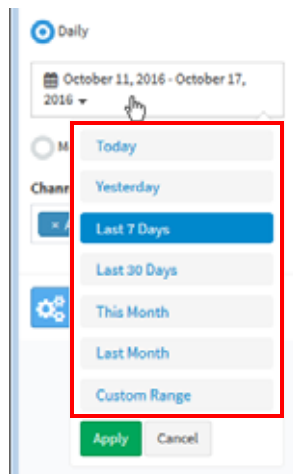 Daily
October 11, 2016 - October 17,
2016
M
Today
Yesterday
Chann
Last 7 Days
× A
Last 30 Days
This Month
Last Month
Custom Range
Apply Cancel